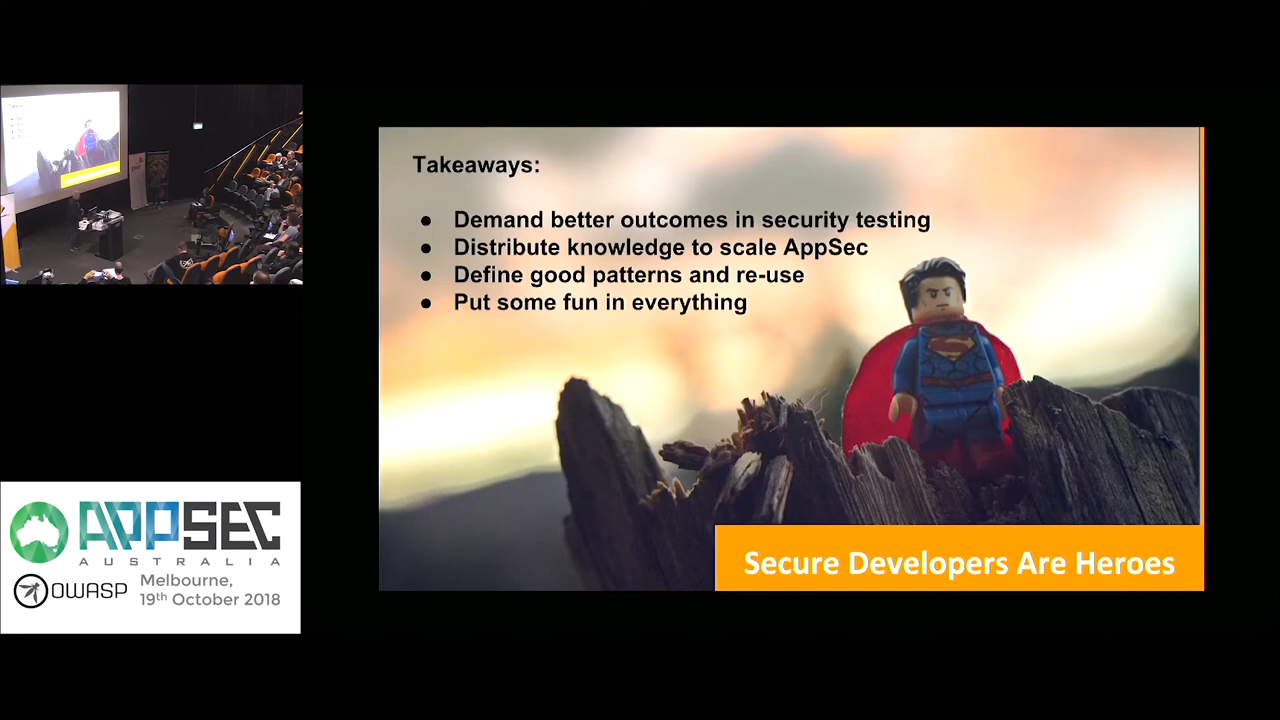 Takeaways:
● Demand better outcomes in security testing
● Distribute knowledge to scale AppSec
● Define good patterns and re-use
● Put some fun in everything
Secure Developers Are Heroes
APPSEC
AUSTRALIA
OWASP
Melbourne,
19th October 2018